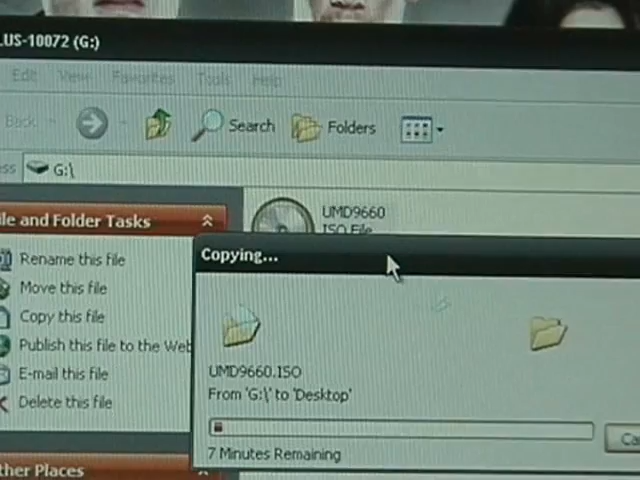 LUS-10072 (G:)
Edit View Favorites Tools Help
Back Search Folders
ess G:\
UMD9660
ISO File
ile and Folder Tasks
Rename this file
Move this file
Copy this file
Publish this file to the Web
E-mail this file
Delete this file
ther Places
Copying...
UMD9660.ISO
From 'G:\' to 'Desktop'
Ca
7 Minutes Remaining